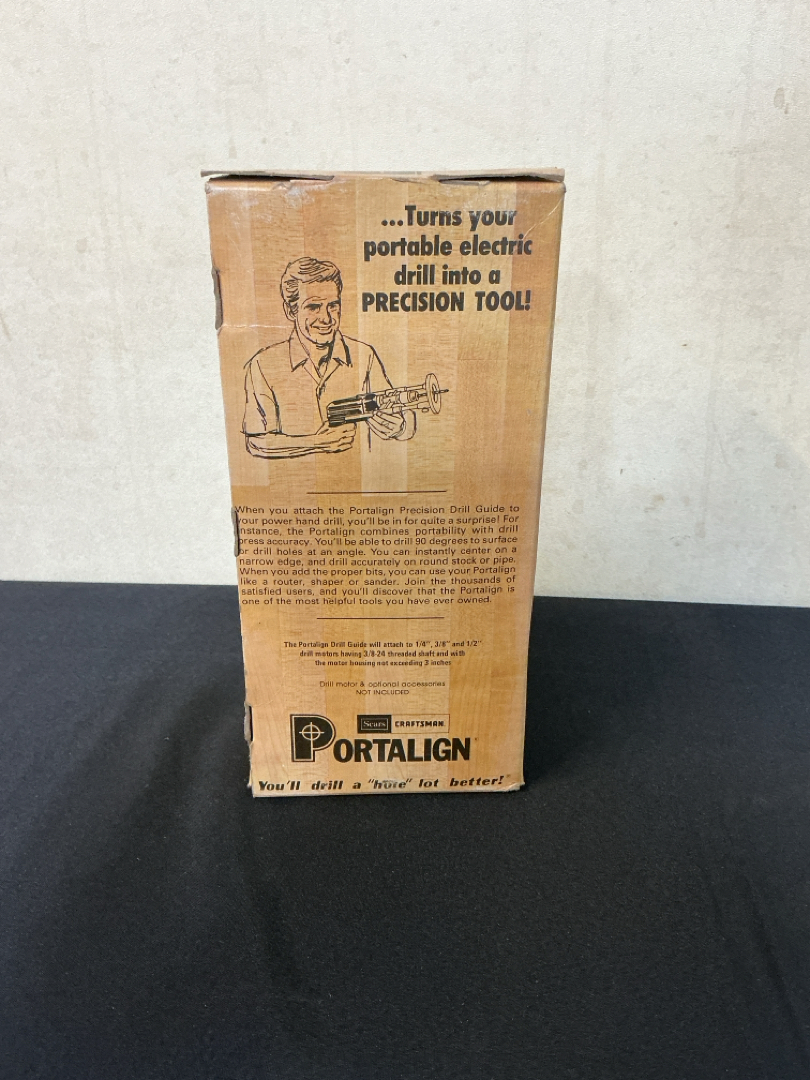 ...Turns your
portable electric
drill into a
PRECISION TOOL!
When you attach the Portalign Precision Drill Guide to
your power hand drill, you'll be in for quite a surprise! For
instance, the Portalign combines portability with drill
press accuracy. You'll be able to drill 90 degrees to surface
or drill holes at an angle. You can instantly center on a
narrow edge, and drill accurately on round stock or pipe.
When you add the proper bits, you can use your Portalign
like a router, shaper or sander. Join the thousands of
satisfied users, and you'll discover that the Portalign is
one of the most helpful tools you have ever owned.
The Portalign Drill Guide will attach to 1/4", 3/8" and 1/2"
drill motors having 3/8-24 threaded shaft and with
the motor housing not exceeding 3 inches
Drill motor & optional accessories
NOT INCLUDED
Sears CRAFTSMAN
PORTALIGN®
You'll drill a "hole" lot better!®